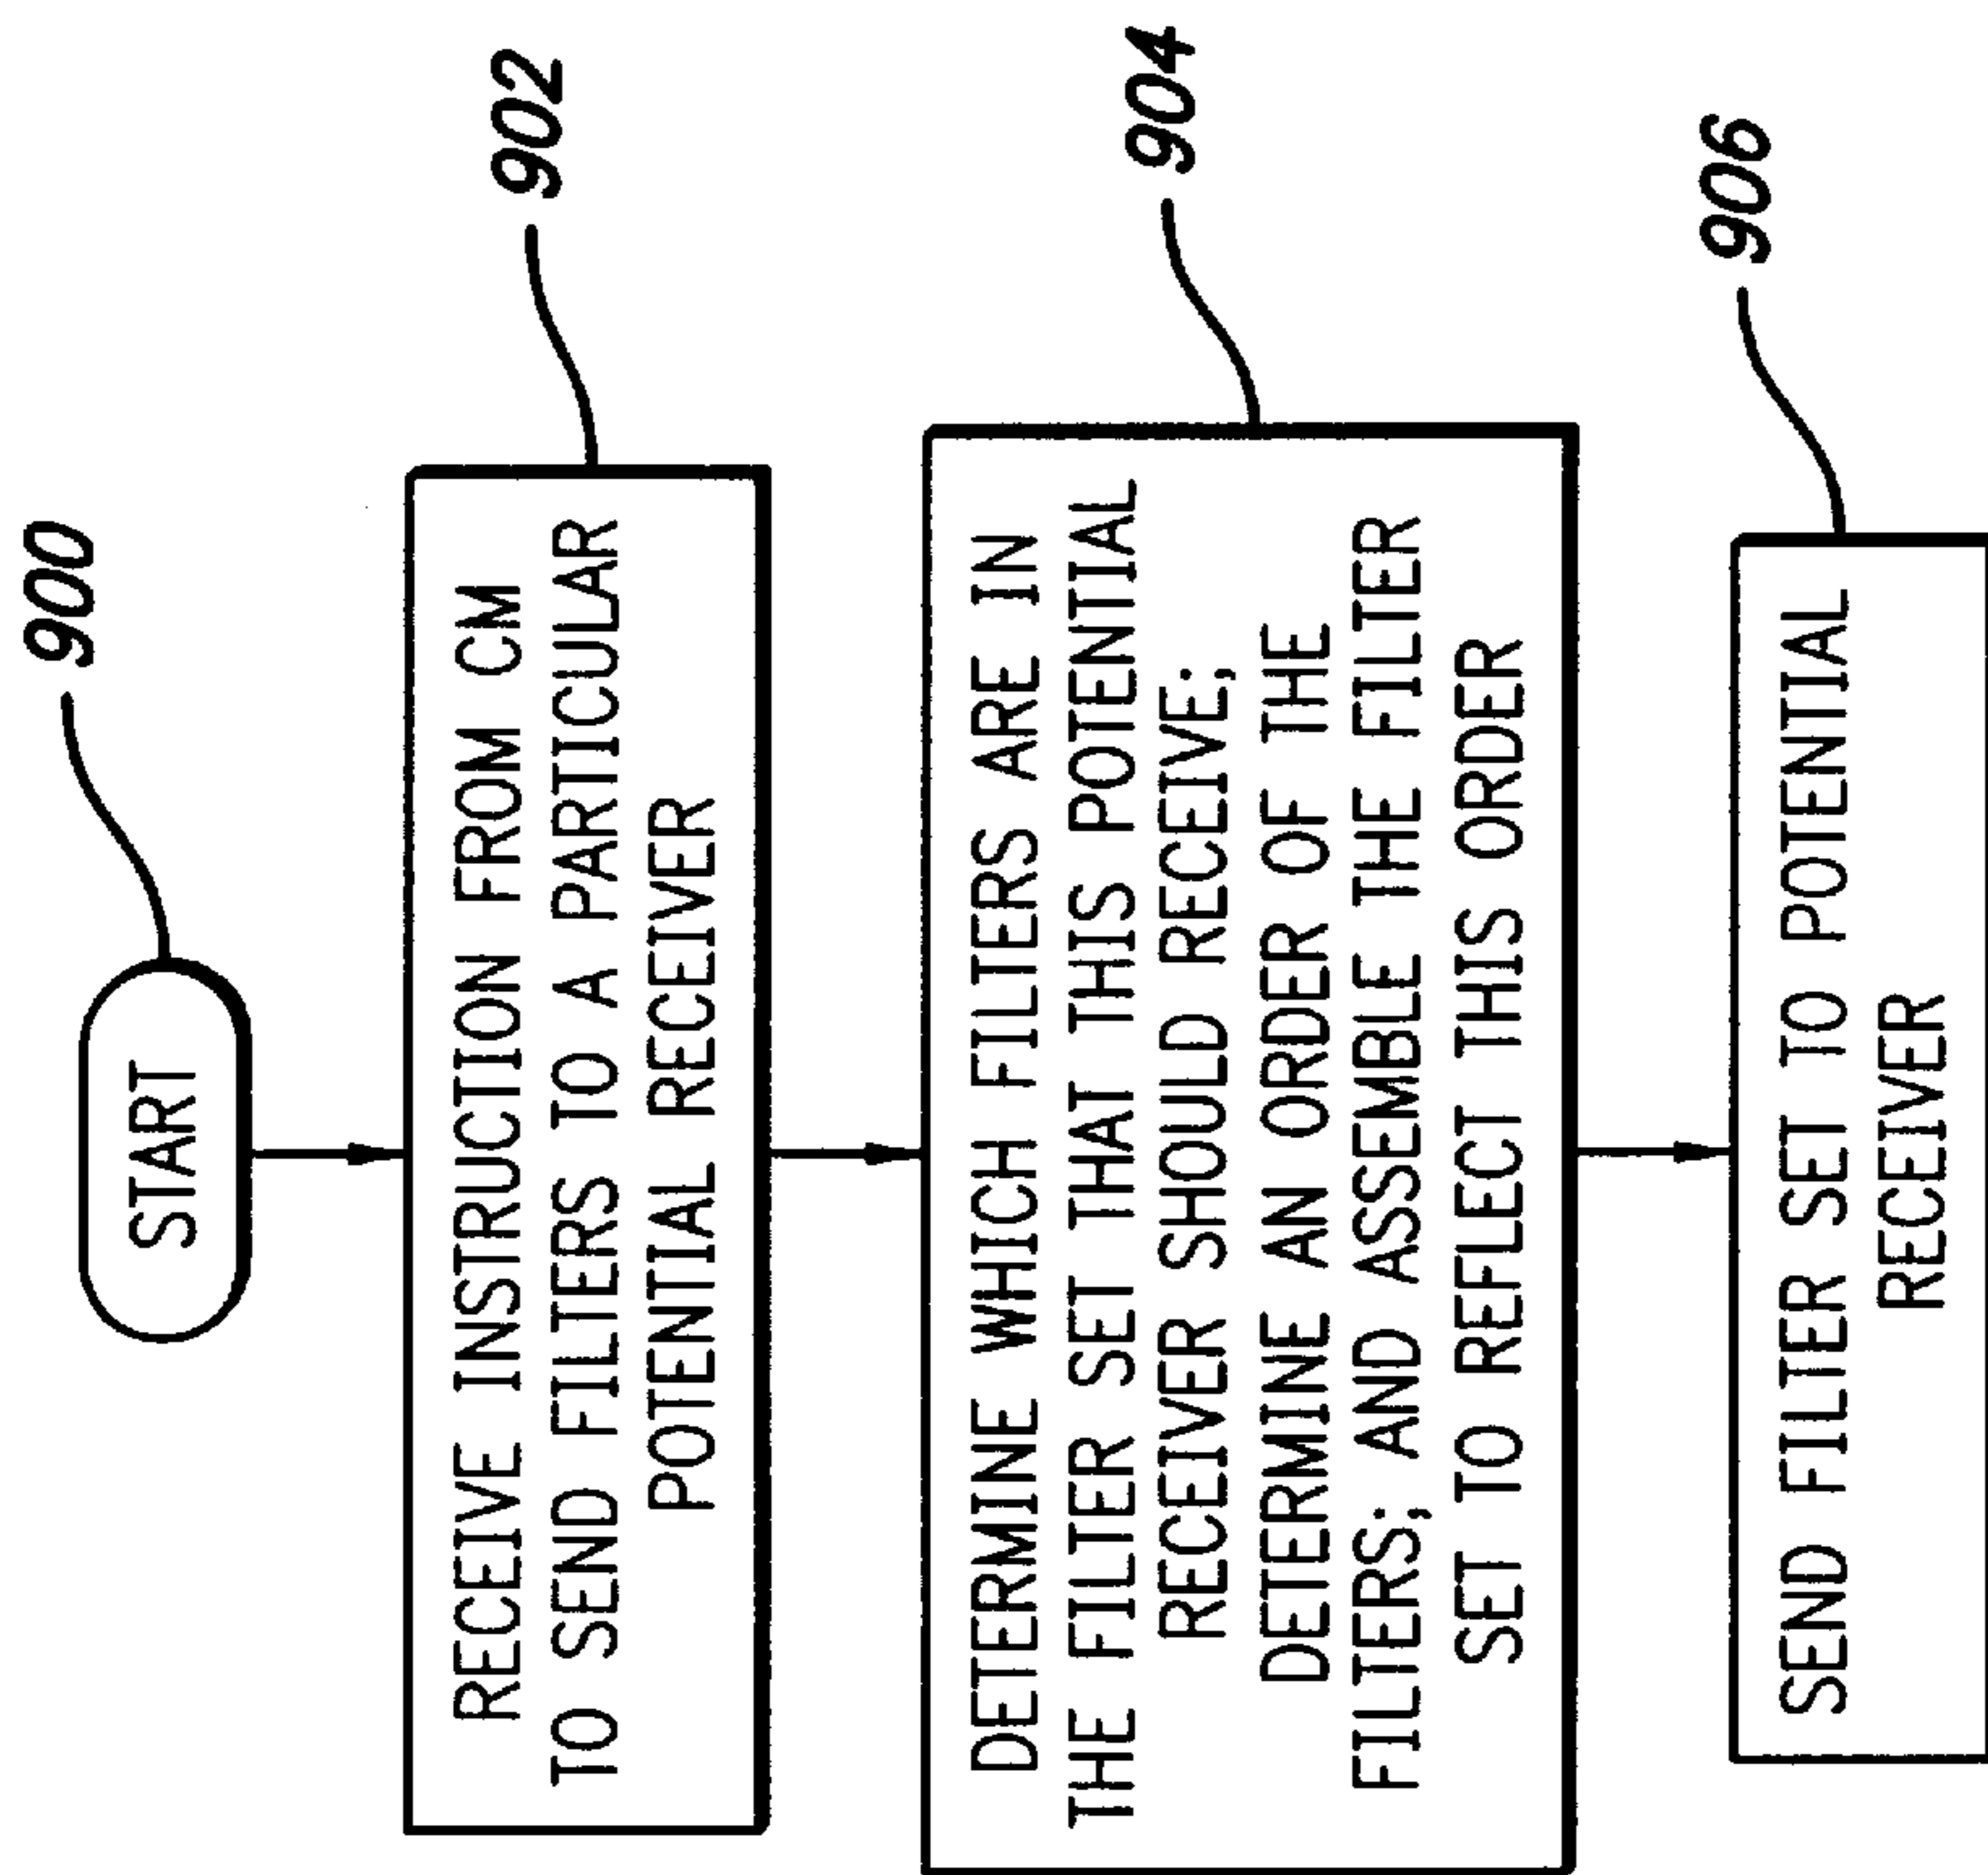 900
START
902
RECEIVE INSTRUCTION FROM CM
TO SEND FILTERS TO A PARTICULAR
POTENTIAL RECEIVER
904
DETERMINE WHICH FILTERS ARE IN
THE FILTER SET THAT THIS POTENTIAL
RECEIVER SHOULD RECEIVE;
DETERMINE AN ORDER OF THE
FILTERS; AND ASSEMBLE THE FILTER
SET TO REFLECT THIS ORDER
906
SEND FILTER SET TO POTENTIAL
RECEIVER